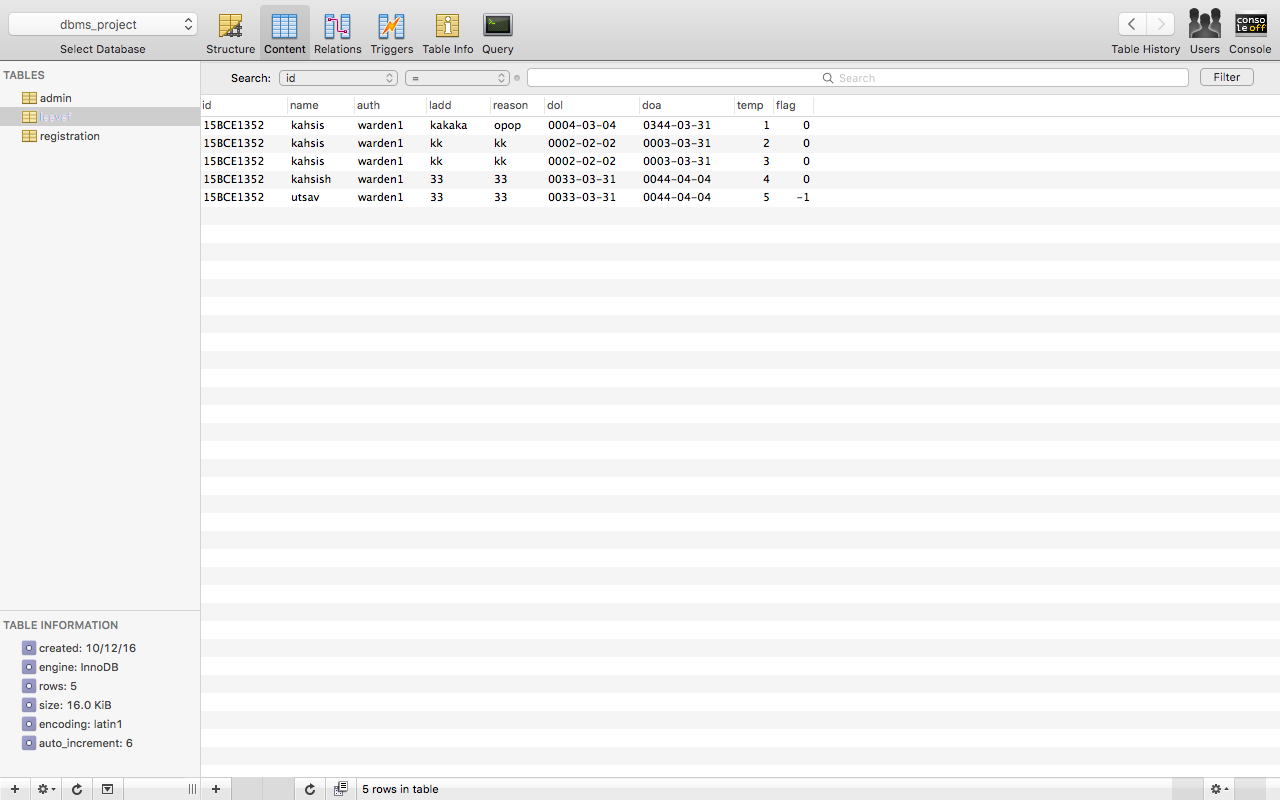 dbms_project
Select Database
Structure
Content
Relations
Triggers
Table Info
Query
Table History
Users
conso
le off
Console
TABLES
admin
registration
Search: id = Search Filter
id name auth ladd reason dol doa temp flag
15BCE1352 kahsis warden1 kakaka opop 0004-03-04 0344-03-31 1 0
15BCE1352 kahsis warden1 kk kk 0002-02-02 0003-03-31 2 0
15BCE1352 kahsis warden1 kk kk 0002-02-02 0003-03-31 3 0
15BCE1352 kahsish warden1 33 33 0033-03-31 0044-04-04 4 0
15BCE1352 utsav warden1 33 33 0033-03-31 0044-04-04 5 -1
TABLE INFORMATION
created: 10/12/16
engine: InnoDB
rows: 5
size: 16.0 KiB
encoding: latin1
auto_increment: 6
5 rows in table